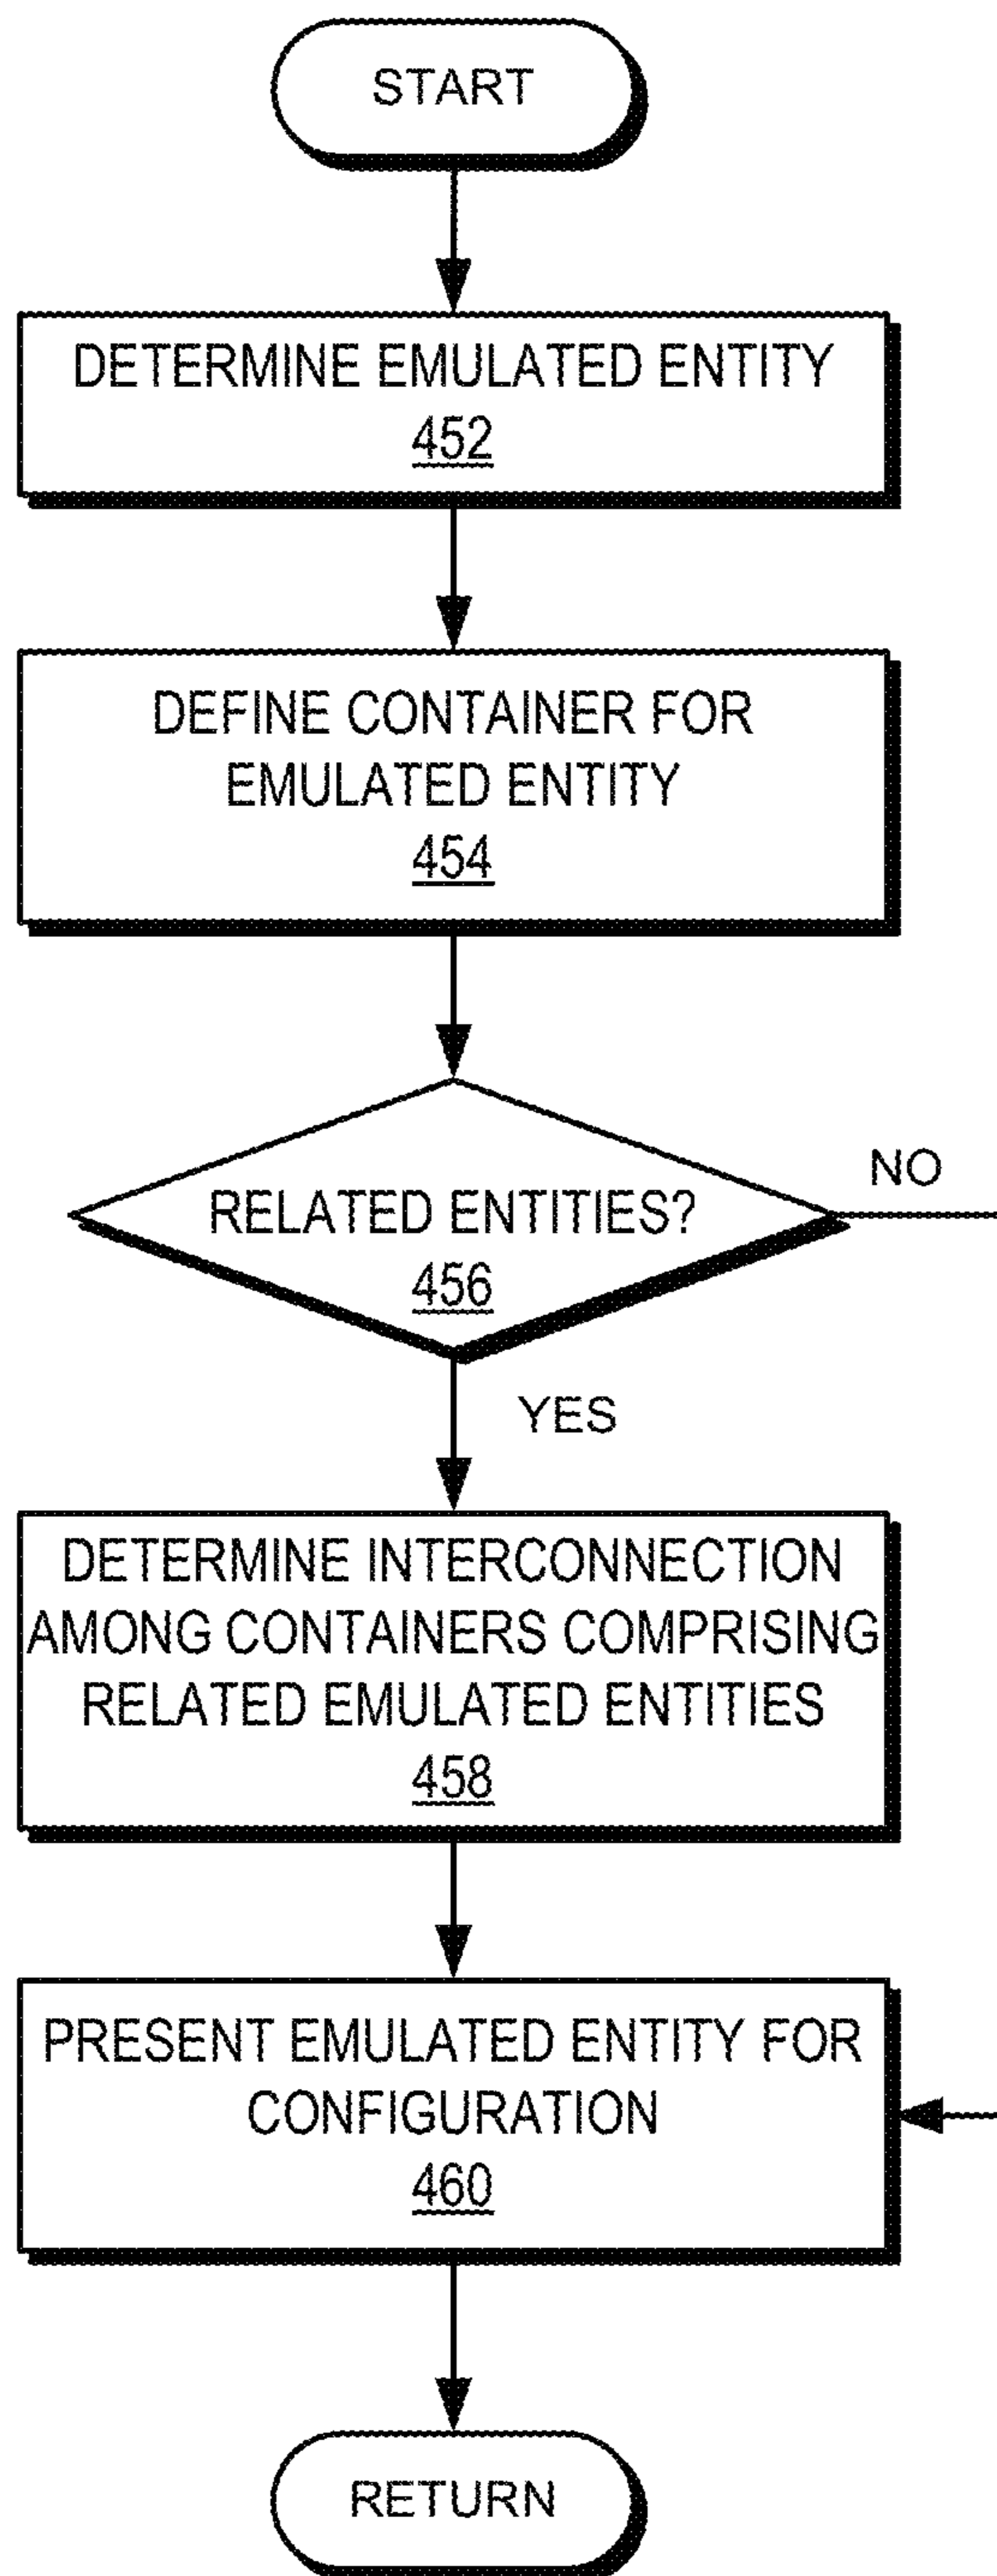 START
DETERMINE EMULATED ENTITY
452
DEFINE CONTAINER FOR
EMULATED ENTITY
454
RELATED ENTITIES?
456
NO
YES
DETERMINE INTERCONNECTION
AMONG CONTAINERS COMPRISING
RELATED EMULATED ENTITIES
458
PRESENT EMULATED ENTITY FOR
CONFIGURATION
460
RETURN